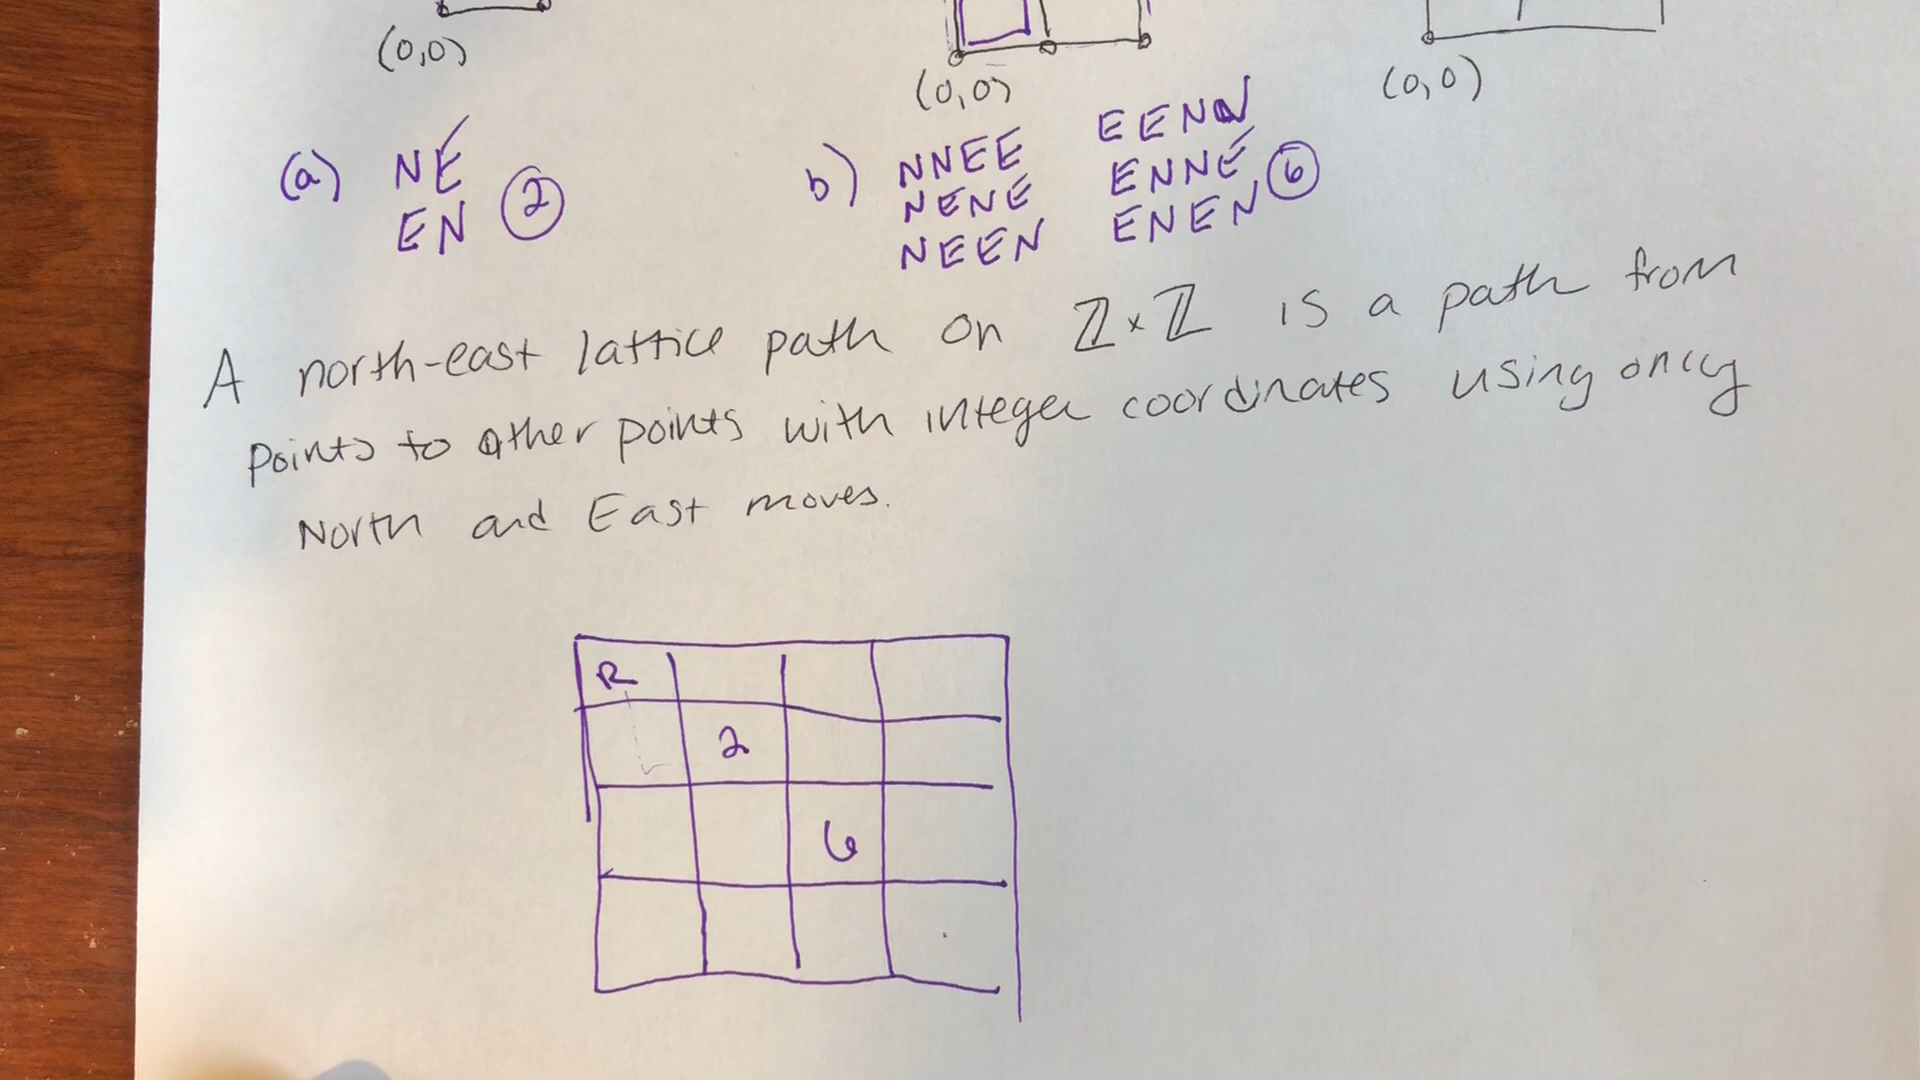 (0,0)
(0,0)
(0,0)
(a) NE
EN 2
b) NNEE EENN
NENE ENNE 6
NEEN ENEN
A north-east lattice path on ℤ×ℤ is a path from
points to other points with integer coordinates using only
North and East moves.
R
2
6